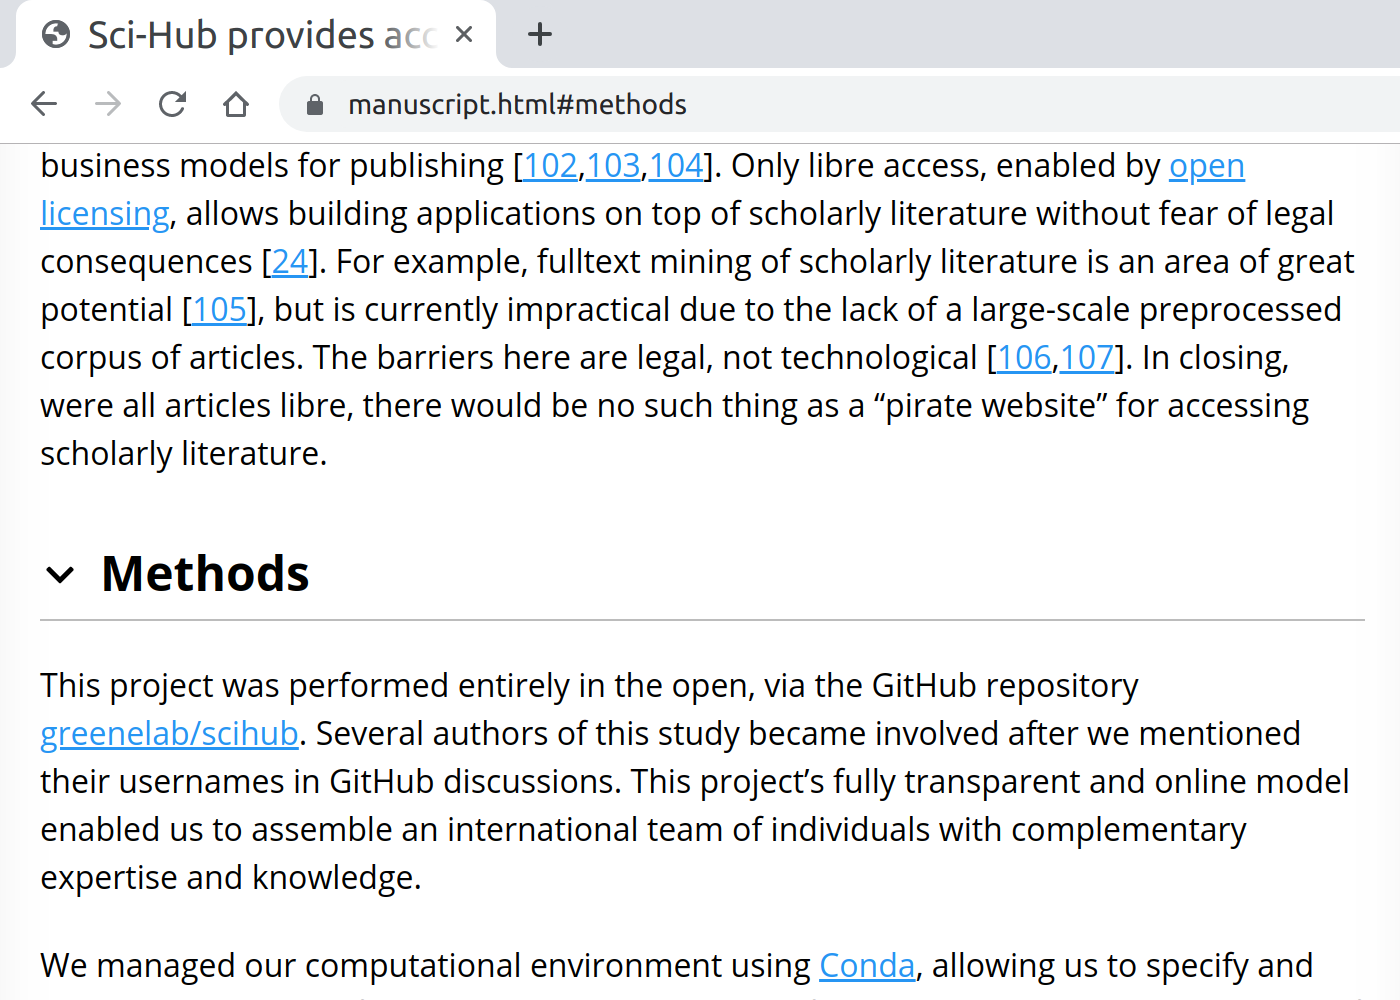 Sci-Hub provides acc
manuscript.html#methods
business models for publishing [102,103,104]. Only libre access, enabled by open
licensing, allows building applications on top of scholarly literature without fear of legal
consequences [24]. For example, fulltext mining of scholarly literature is an area of great
potential [105], but is currently impractical due to the lack of a large-scale preprocessed
corpus of articles. The barriers here are legal, not technological [106,107]. In closing,
were all articles libre, there would be no such thing as a “pirate website” for accessing
scholarly literature.
Methods
This project was performed entirely in the open, via the GitHub repository
greenelab/scihub. Several authors of this study became involved after we mentioned
their usernames in GitHub discussions. This project’s fully transparent and online model
enabled us to assemble an international team of individuals with complementary
expertise and knowledge.
We managed our computational environment using Conda, allowing us to specify and